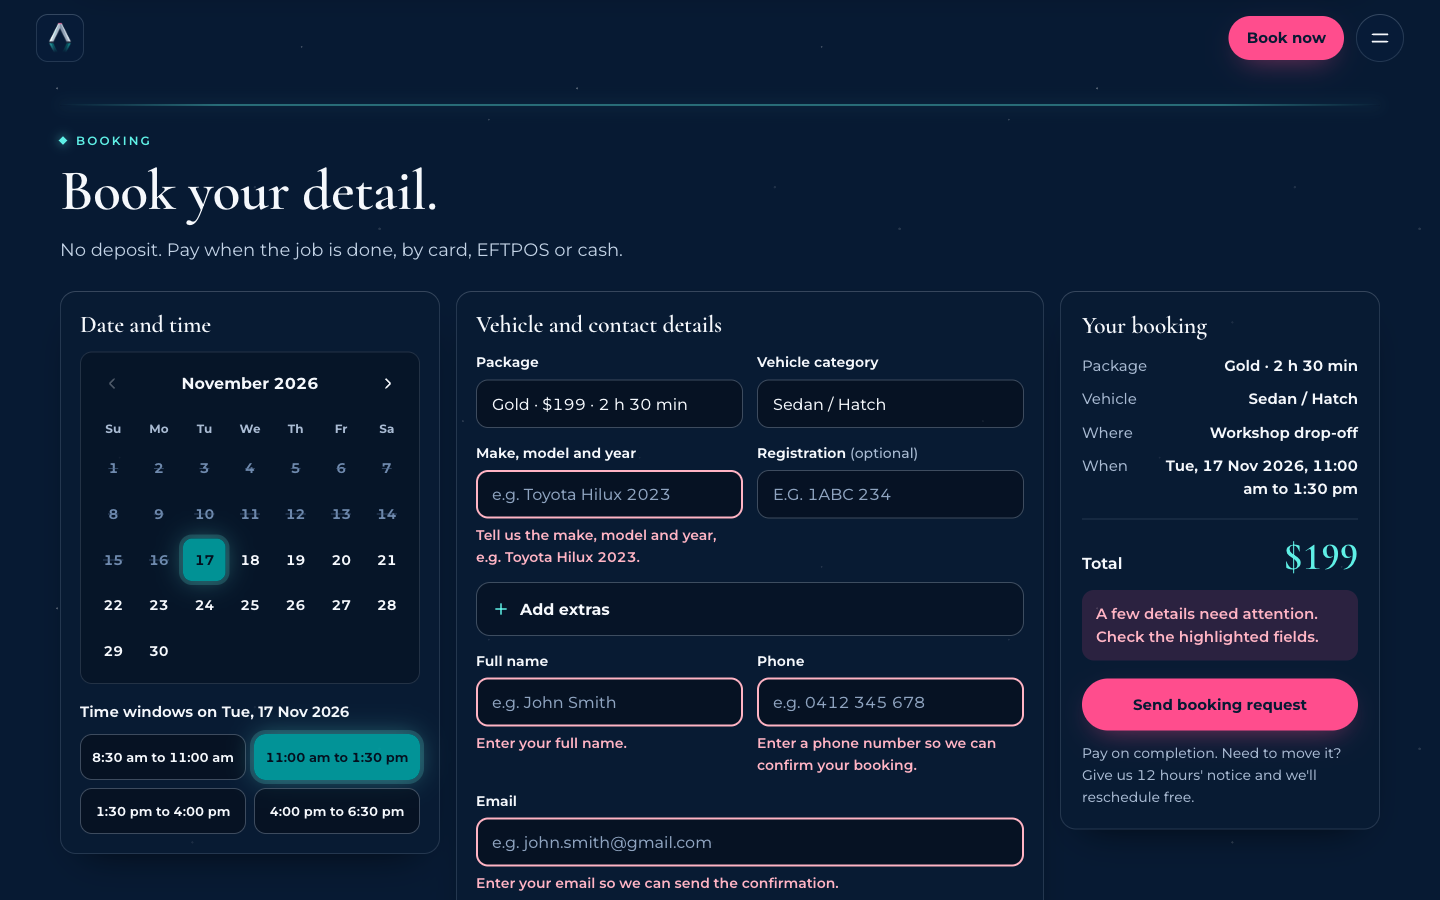 Book now
BOOKING
Book your detail.
No deposit. Pay when the job is done, by card, EFTPOS or cash.
Date and time
November 2026
Su Mo Tu We Th Fr Sa
1 2 3 4 5 6 7
8 9 10 11 12 13 14
15 16 17 18 19 20 21
22 23 24 25 26 27 28
29 30
Time windows on Tue, 17 Nov 2026
8:30 am to 11:00 am
11:00 am to 1:30 pm
1:30 pm to 4:00 pm
4:00 pm to 6:30 pm
Vehicle and contact details
Package
Gold · $199 · 2 h 30 min
Vehicle category
Sedan / Hatch
Make, model and year
e.g. Toyota Hilux 2023
Tell us the make, model and year,
e.g. Toyota Hilux 2023.
Registration (optional)
E.G. 1ABC 234
+ Add extras
Full name
e.g. John Smith
Enter your full name.
Phone
e.g. 0412 345 678
Enter a phone number so we can
confirm your booking.
Email
e.g. john.smith@gmail.com
Enter your email so we can send the confirmation.
Your booking
Package Gold · 2 h 30 min
Vehicle Sedan / Hatch
Where Workshop drop-off
When Tue, 17 Nov 2026, 11:00
am to 1:30 pm
Total $199
A few details need attention.
Check the highlighted fields.
Send booking request
Pay on completion. Need to move it?
Give us 12 hours' notice and we'll
reschedule free.